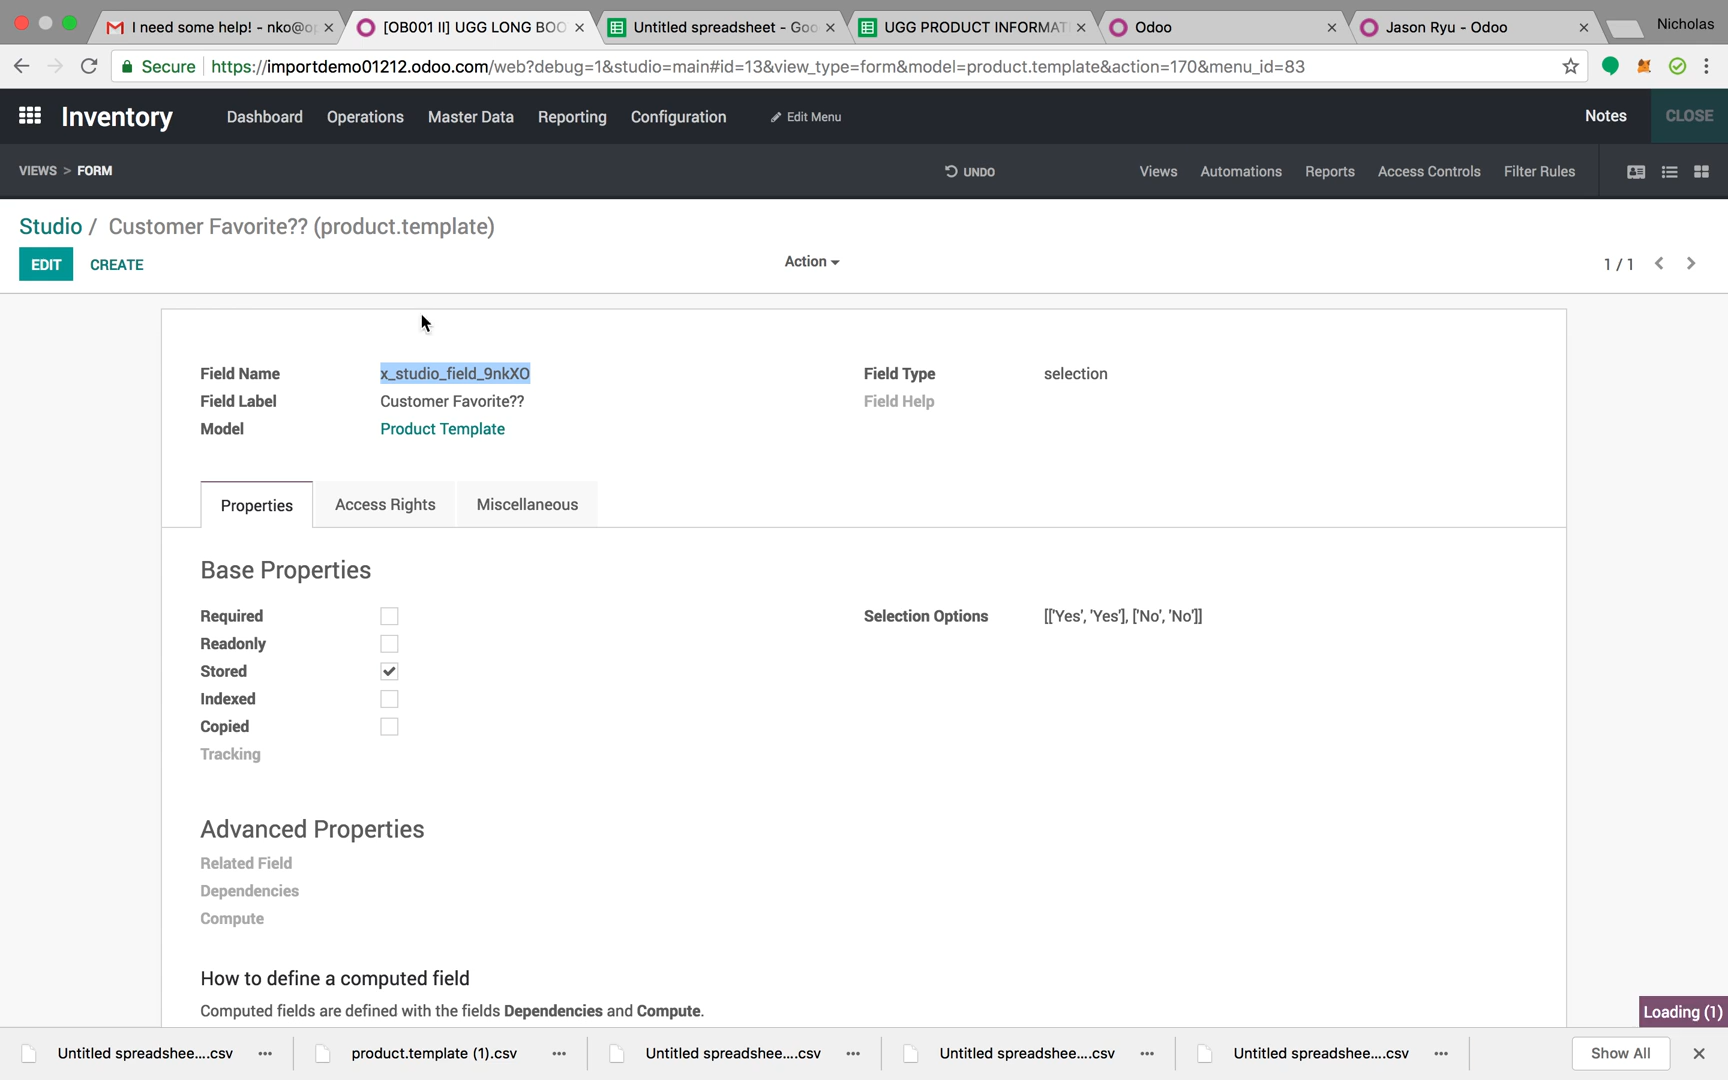 I need some help! - nko@o
[OB001 II] UGG LONG BOO
Untitled spreadsheet - Goo
UGG PRODUCT INFORMAT
Odoo
Jason Ryu - Odoo
Nicholas
Secure
https://importdemo01212.odoo.com/web?debug=1&studio=main#id=13&view_type=form&model=product.template&action=170&menu_id=83
Inventory
Dashboard
Operations
Master Data
Reporting
Configuration
Edit Menu
Notes
CLOSE
VIEWS > FORM
UNDO
Views
Automations
Reports
Access Controls
Filter Rules
Studio / Customer Favorite?? (product.template)
EDIT
CREATE
Action
1 / 1
Field Name
x_studio_field_9nkXO
Field Type
selection
Field Label
Customer Favorite??
Field Help
Model
Product Template
Properties
Access Rights
Miscellaneous
Base Properties
Required
Selection Options
[['Yes', 'Yes'], ['No', 'No']]
Readonly
Stored
Indexed
Copied
Tracking
Advanced Properties
Related Field
Dependencies
Compute
How to define a computed field
Computed fields are defined with the fields Dependencies and Compute.
Loading (1)
Untitled spreadshee....csv
product.template (1).csv
Untitled spreadshee....csv
Untitled spreadshee....csv
Untitled spreadshee....csv
Show All